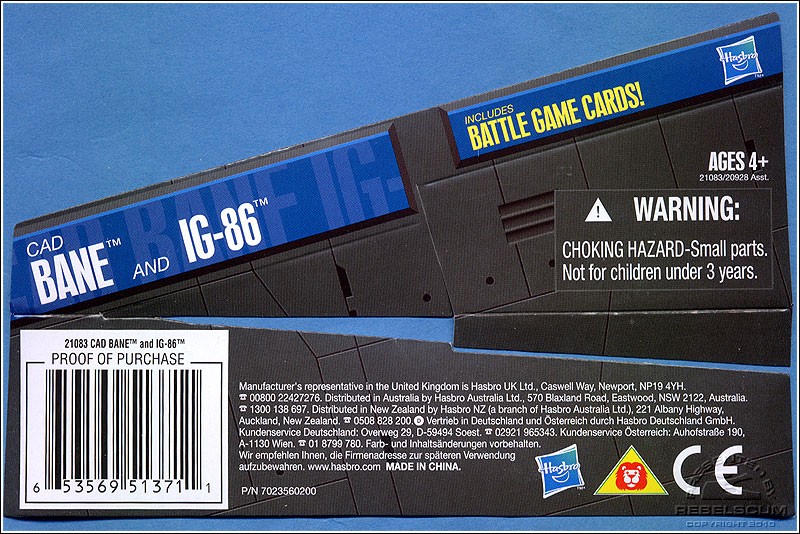 Hasbro
™
INCLUDES
BATTLE GAME CARDS!
AGES 4+
21083/20928 Asst.
CAD
BANE™ AND IG-86™
WARNING:
CHOKING HAZARD-Small parts.
Not for children under 3 years.
21083 CAD BANE™ and IG-86™
PROOF OF PURCHASE
6 53569 51371 1
Manufacturer's representative in the United Kingdom is Hasbro UK Ltd., Caswell Way, Newport, NP19 4YH.
☎ 00800 22427276. Distributed in Australia by Hasbro Australia Ltd., 570 Blaxland Road, Eastwood, NSW 2122, Australia.
☎ 1300 138 697. Distributed in New Zealand by Hasbro NZ (a branch of Hasbro Australia Ltd.), 221 Albany Highway,
Auckland, New Zealand. ☎ 0508 828 200. D Vertrieb in Deutschland und Österreich durch Hasbro Deutschland GmbH.
Kundenservice Deutschland: Overweg 29, D-59494 Soest. ☎ 02921 965343. Kundenservice Österreich: Auhofstraße 190,
A-1130 Wien. ☎ 01 8799 780. Farb- und Inhaltsänderungen vorbehalten.
Wir empfehlen Ihnen, die Firmenadresse zur späteren Verwendung
aufzubewahren. www.hasbro.com MADE IN CHINA.
P/N 7023560200
Hasbro
™
CE
REBELSCUM
COPYRIGHT 2010